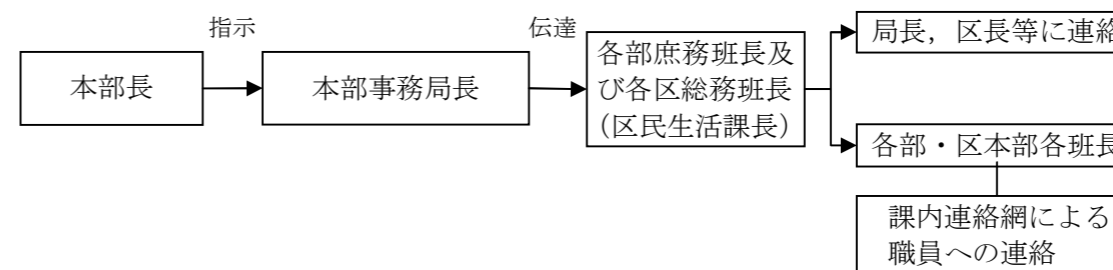 指示
伝達
本部長
本部事務局長
各部庶務班長及
び各区総務班長
（区民生活課長）
局長，区長等に連絡
各部・区本部各班長
課内連絡網による
職員への連絡